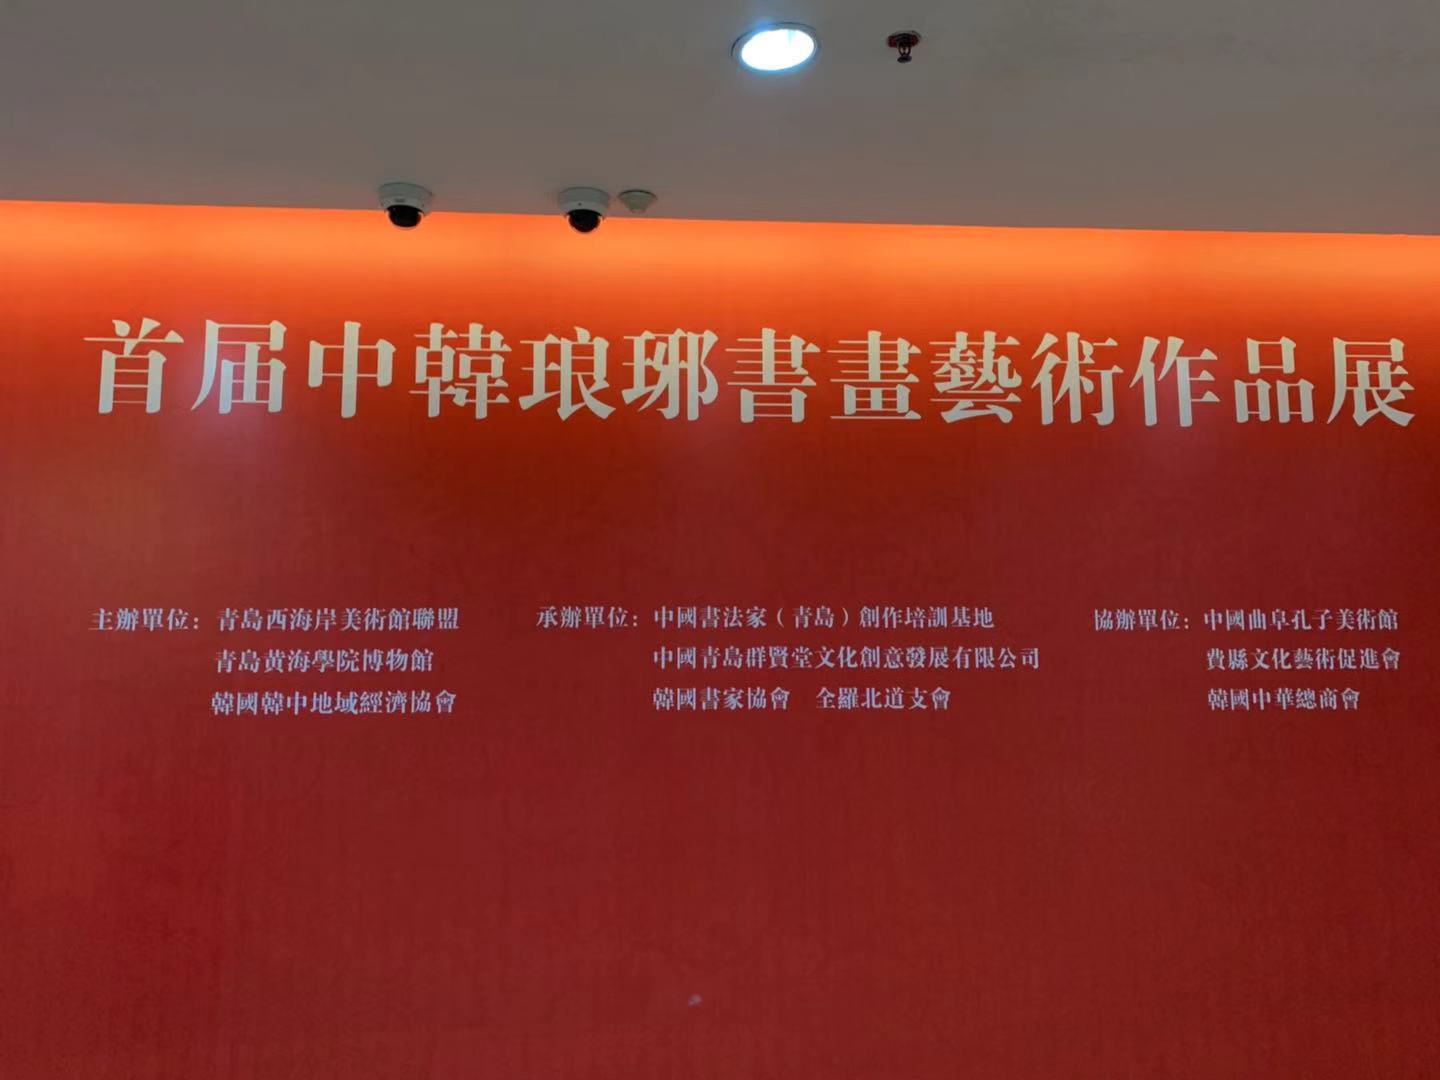 首届中韓琅琊書畫藝術作品展
主辦單位：青島西海岸美術館聯盟
青島黄海學院博物館
韓國韓中地域經濟協會
承辦單位：中國書法家（青島）創作培訓基地
中國青島群賢堂文化創意發展有限公司
韓國書家協會　全羅北道支會
協辦單位：中國曲阜孔子美術館
費縣文化藝術促進會
韓國中華總商會